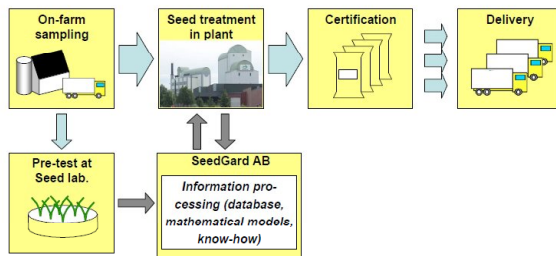 On-farm
sampling
Seed treatment
in plant
Certification
Delivery
Pre-test at
Seed lab.
SeedGard AB
Information pro-
cessing (database,
mathematical models,
know-how)